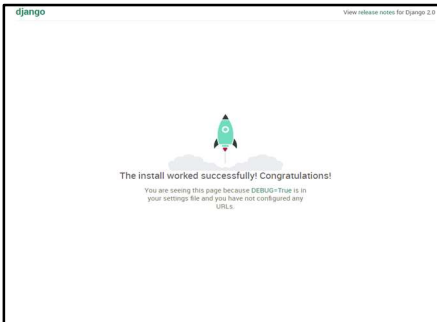 django
View release notes for Django 2.0
The install worked successfully! Congratulations!
You are seeing this page because DEBUG=True is in
your settings file and you have not configured any
URLs.